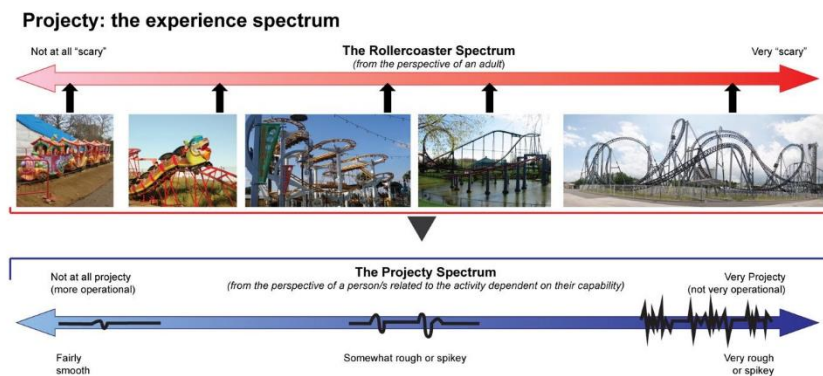 Projecty: the experience spectrum
Not at all “scary”
The Rollercoaster Spectrum
(from the perspective of an adult)
Very “scary”
Not at all projecty
(more operational)
The Projecty Spectrum
(from the perspective of a person/s related to the activity dependent on their capability)
Very Projecty
(not very operational)
Fairly
smooth
Somewhat rough or spikey
Very rough
or spikey